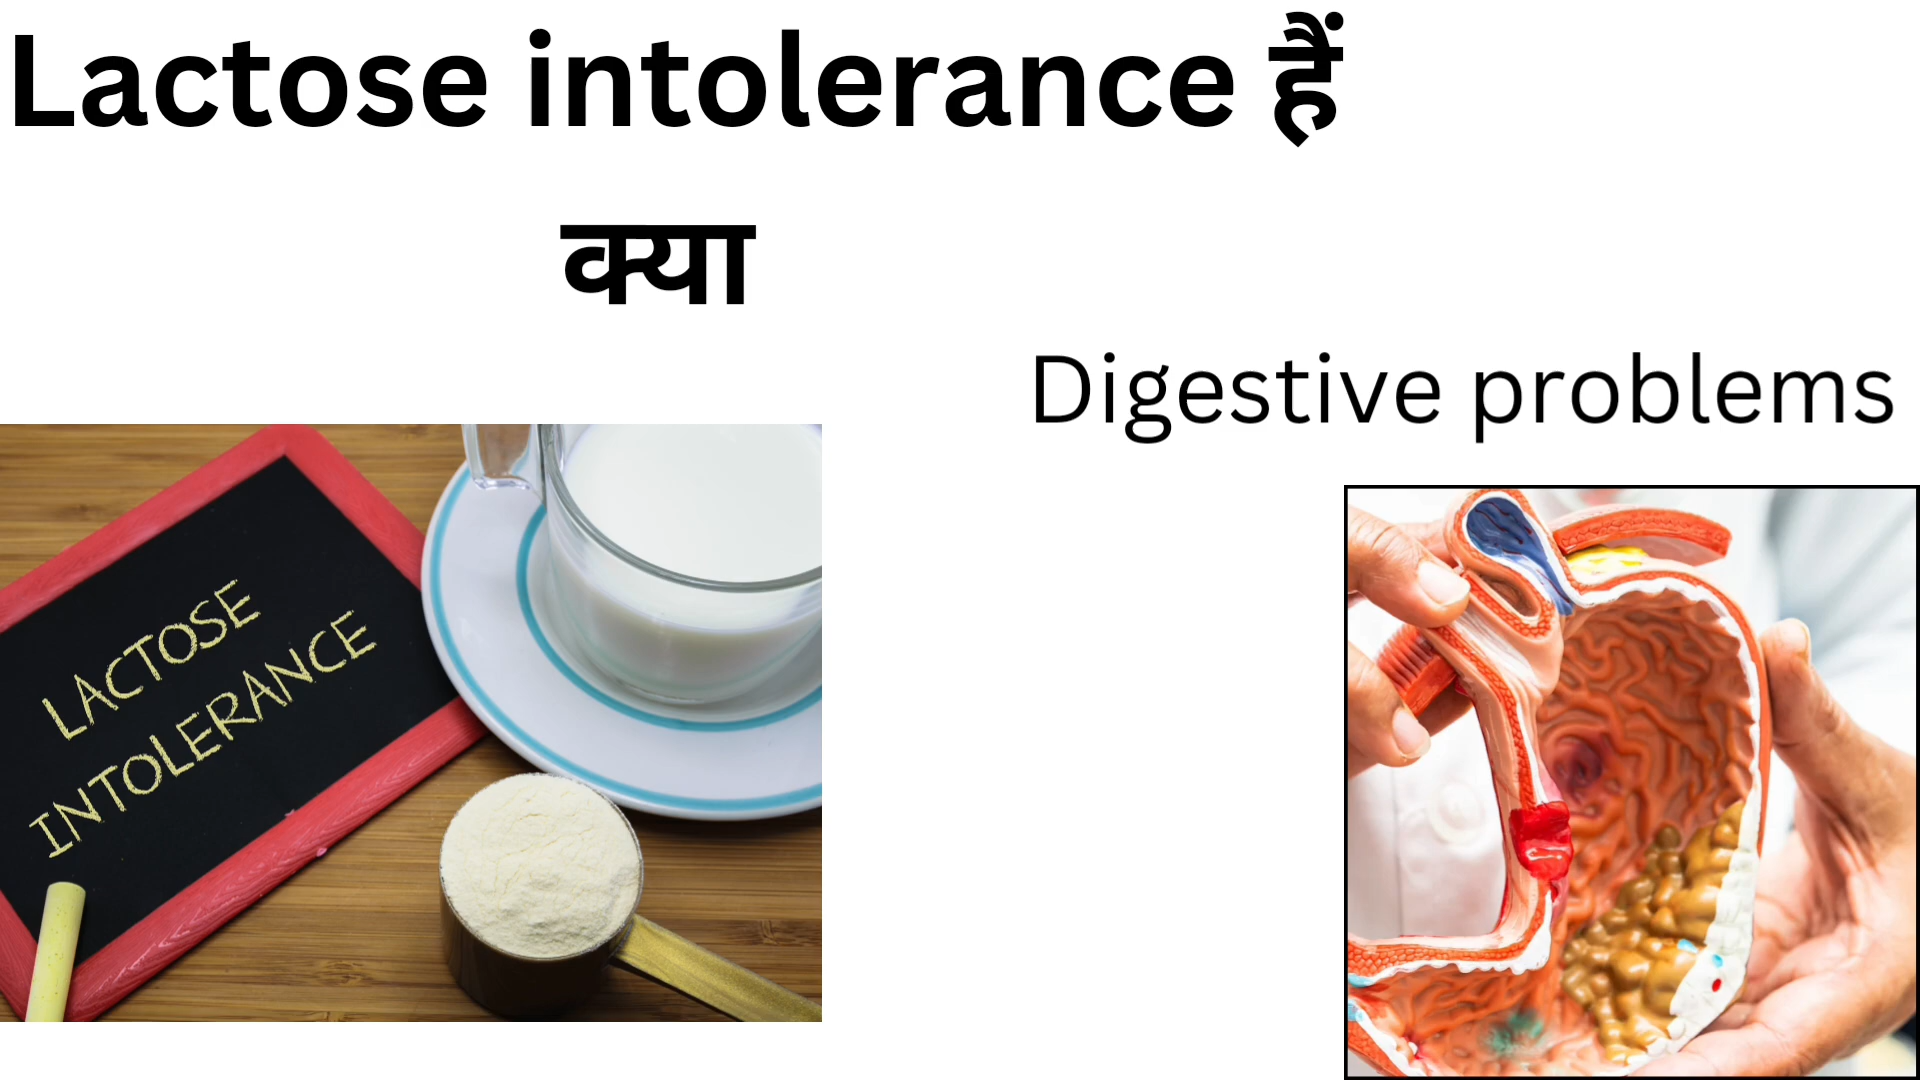 Lactose intolerance हैं
क्या
Digestive problems
LACTOSE
INTOLERANCE